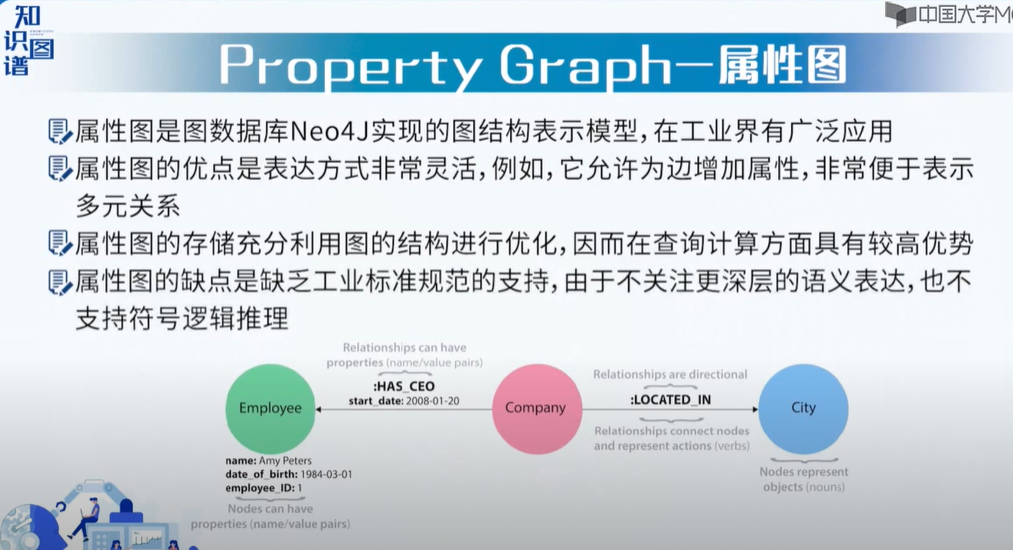 知识图谱
中国大学M
Property Graph—属性图
属性图是图数据库Neo4J实现的图结构表示模型,在工业界有广泛应用
属性图的优点是表达方式非常灵活,例如,它允许为边增加属性,非常便于表示
多元关系
属性图的存储充分利用图的结构进行优化,因而在查询计算方面具有较高优势
属性图的缺点是缺乏工业标准规范的支持,由于不关注更深层的语义表达,也不
支持符号逻辑推理
Relationships can have
properties (name/value pairs)
:HAS_CEO
start_date: 2008-01-20
Relationships are directional
:LOCATED_IN
Relationships connect nodes
and represent actions (verbs)
Employee
Company
City
name: Amy Peters
date_of_birth: 1984-03-01
employee_ID: 1
Nodes can have
properties (name/value pairs)
Nodes represent
objects (nouns)